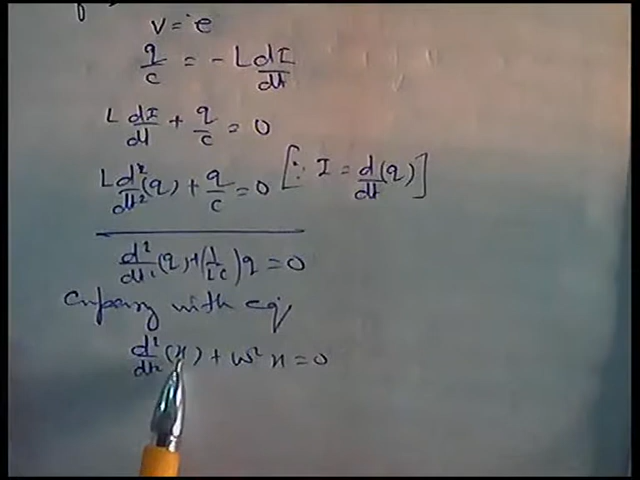 V = e
q/c = - L dI/dt
L dI/dt + q/c = 0
L d²/dt² (q) + q/c = 0 [∵ I = d/dt (q)]
d²/dt² (q) + (1/LC) q = 0
with eq
d²/dt² (x) + ω² x = 0